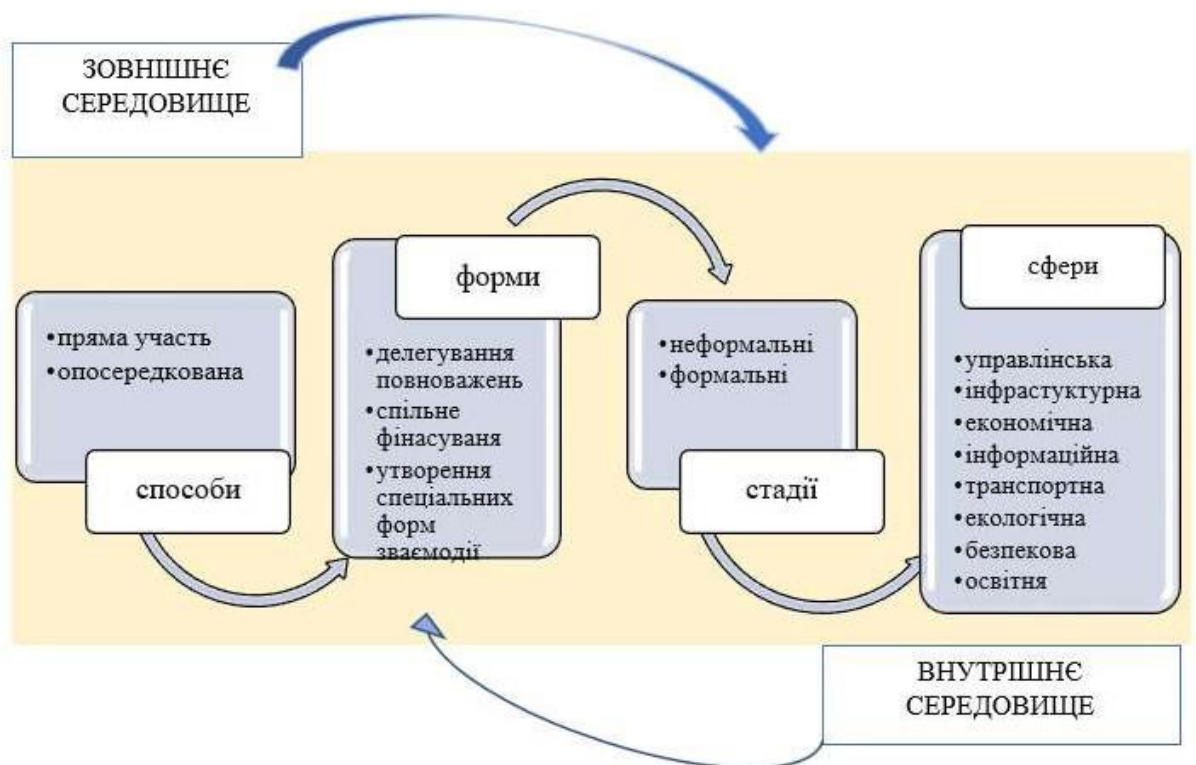 ЗОВНІШНЄ
СЕРЕДОВИЩЕ
•пряма участь
•опосередкована
способи
форми
•делегування
повноважень
•спільне
фінасуваня
•утворення
спеціальних
форм
зваємодії
•неформальні
•формальні
стадії
сфери
•управлінська
•інфрастуктурна
•економічна
•інформаційна
•транспортна
•екологічна
•безпекова
•освітня
ВНУТРІШНЄ
СЕРЕДОВИЩЕ